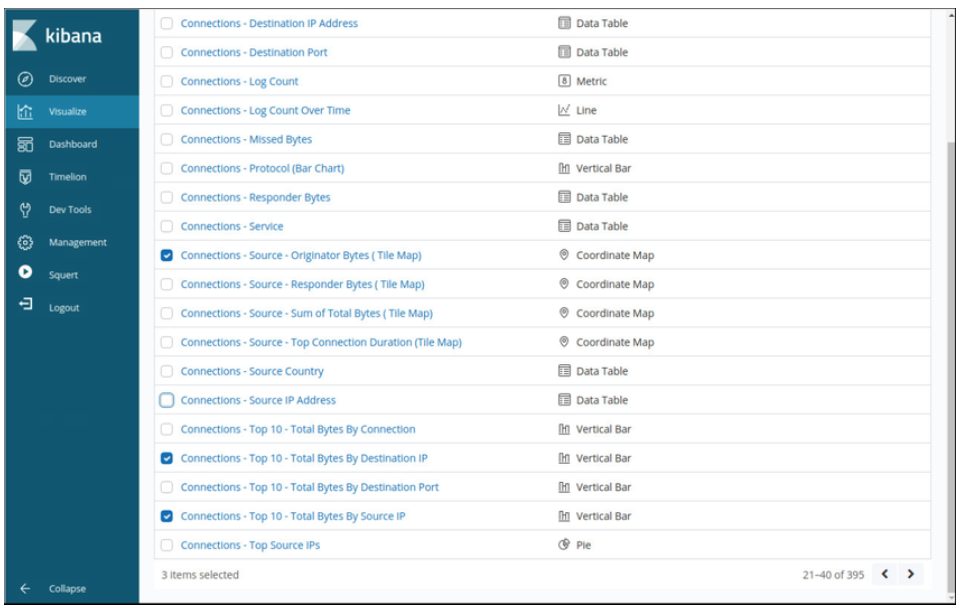 kibana
Discover
Visualize
Dashboard
Timelion
Dev Tools
Management
Squert
Logout
Collapse
Connections - Destination IP Address Data Table
Connections - Destination Port Data Table
Connections - Log Count 8 Metric
Connections - Log Count Over Time Line
Connections - Missed Bytes Data Table
Connections - Protocol (Bar Chart) Vertical Bar
Connections - Responder Bytes Data Table
Connections - Service Data Table
Connections - Source - Originator Bytes ( Tile Map) Coordinate Map
Connections - Source - Responder Bytes ( Tile Map) Coordinate Map
Connections - Source - Sum of Total Bytes ( Tile Map) Coordinate Map
Connections - Source - Top Connection Duration (Tile Map) Coordinate Map
Connections - Source Country Data Table
Connections - Source IP Address Data Table
Connections - Top 10 - Total Bytes By Connection Vertical Bar
Connections - Top 10 - Total Bytes By Destination IP Vertical Bar
Connections - Top 10 - Total Bytes By Destination Port Vertical Bar
Connections - Top 10 - Total Bytes By Source IP Vertical Bar
Connections - Top Source IPs Pie
3 items selected 21–40 of 395